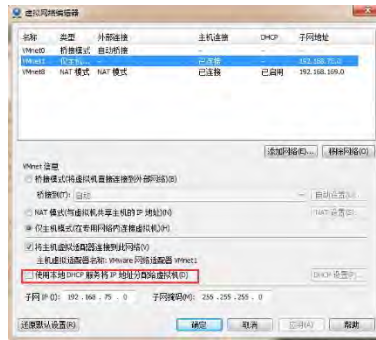 虚拟网络编辑器
名称 类型 外部连接 主机连接 DHCP 子网地址
VMnet0 桥接模式 自动桥接 - - -
VMnet1 仅主机... - 已连接 - 192.168.75.0
VMnet8 NAT 模式 NAT 模式 已连接 已启用 192.168.169.0
添加网络(E)... 移除网络(O)
VMnet 信息
桥接模式(将虚拟机直接连接到外部网络)(B)
桥接到(T): 自动 自动设置(U)...
NAT 模式(与虚拟机共享主机的 IP 地址)(N) NAT 设置(S)...
仅主机模式(在专用网络内连接虚拟机)(H)
将主机虚拟适配器连接到此网络(V)
主机虚拟适配器名称: VMware 网络适配器 VMnet1
使用本地 DHCP 服务将 IP 地址分配给虚拟机(D) DHCP 设置(P)...
子网 IP (I): 192 .168 . 75 . 0 子网掩码(M): 255 .255 .255 . 0
还原默认设置(R) 确定 取消 应用(A) 帮助